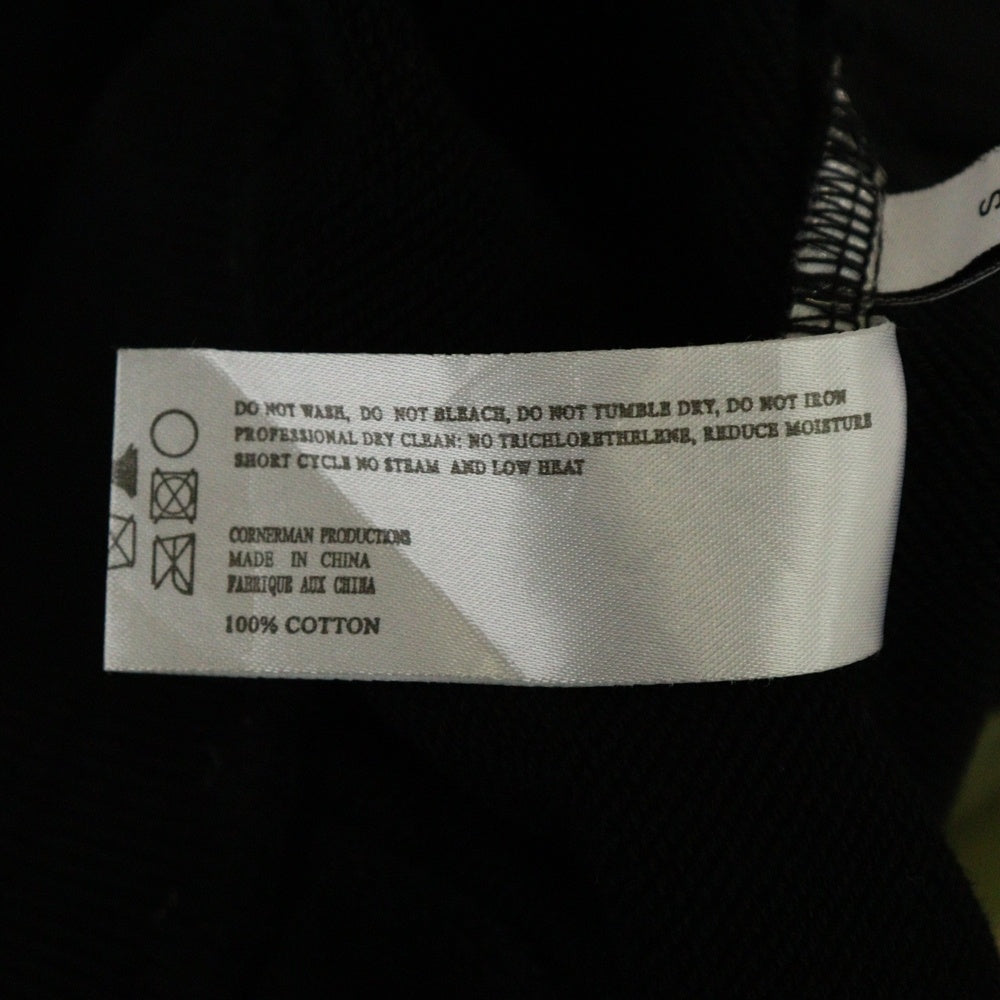 S
DO NOT WASH, DO NOT BLEACH, DO NOT TUMBLE DRY, DO NOT IRON
PROFESSIONAL DRY CLEAN: NO TRICHLORETHELENE, REDUCE MOISTURE
SHORT CYCLE NO STEAM AND LOW HEAT
CORNERMAN PRODUCTIONS
MADE IN CHINA
FABRIQUE AUX CHINA
100% COTTON